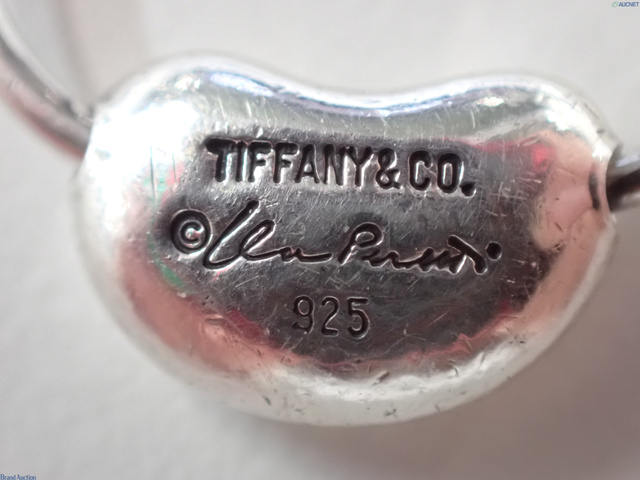 AUCNET
TIFFANY&CO.
©Elsa Peretti
925
Brand Auction